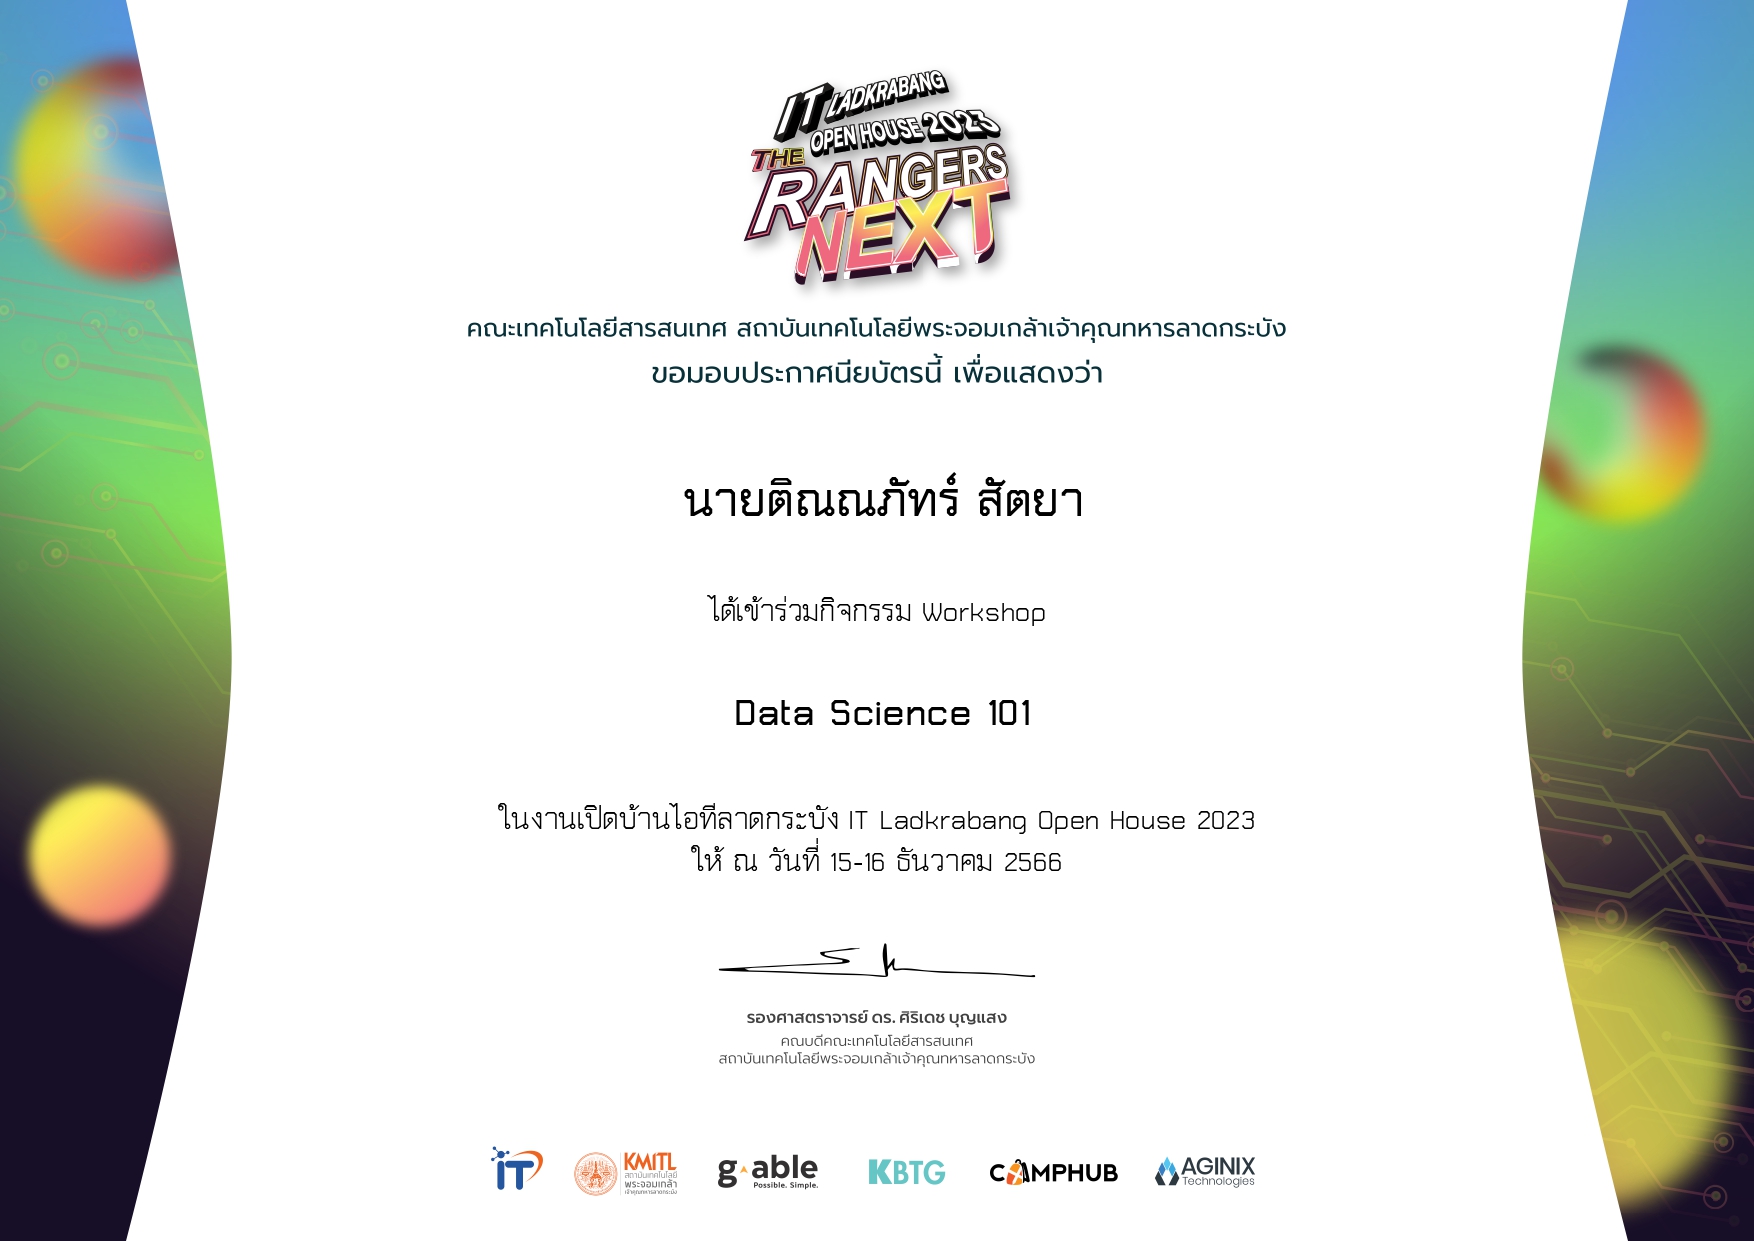 IT LADKRABANG
OPEN HOUSE 2023
THE
RANGERS
NEXT
คณะเทคโนโลยีสารสนเทศ สถาบันเทคโนโลยีพระจอมเกล้าเจ้าคุณทหารลาดกระบัง
ขอมอบประกาศนียบัตรนี้ เพื่อแสดงว่า
นายติณณภัทร์ สัตยา
ได้เข้าร่วมกิจกรรม Workshop
Data Science 101
ในงานเปิดบ้านไอทีลาดกระบัง IT Ladkrabang Open House 2023
ให้ ณ วันที่ 15-16 ธันวาคม 2566
รองศาสตราจารย์ ดร. ศิริเดช บุญแสง
คณบดีคณะเทคโนโลยีสารสนเทศ
สถาบันเทคโนโลยีพระจอมเกล้าเจ้าคุณทหารลาดกระบัง
iT
KMITL
สถาบันเทคโนโลยี
พระจอมเกล้า
เจ้าคุณทหารลาดกระบัง
g-able
Possible. Simple.
KBTG
CAMPHUB
AGINIX
Technologies